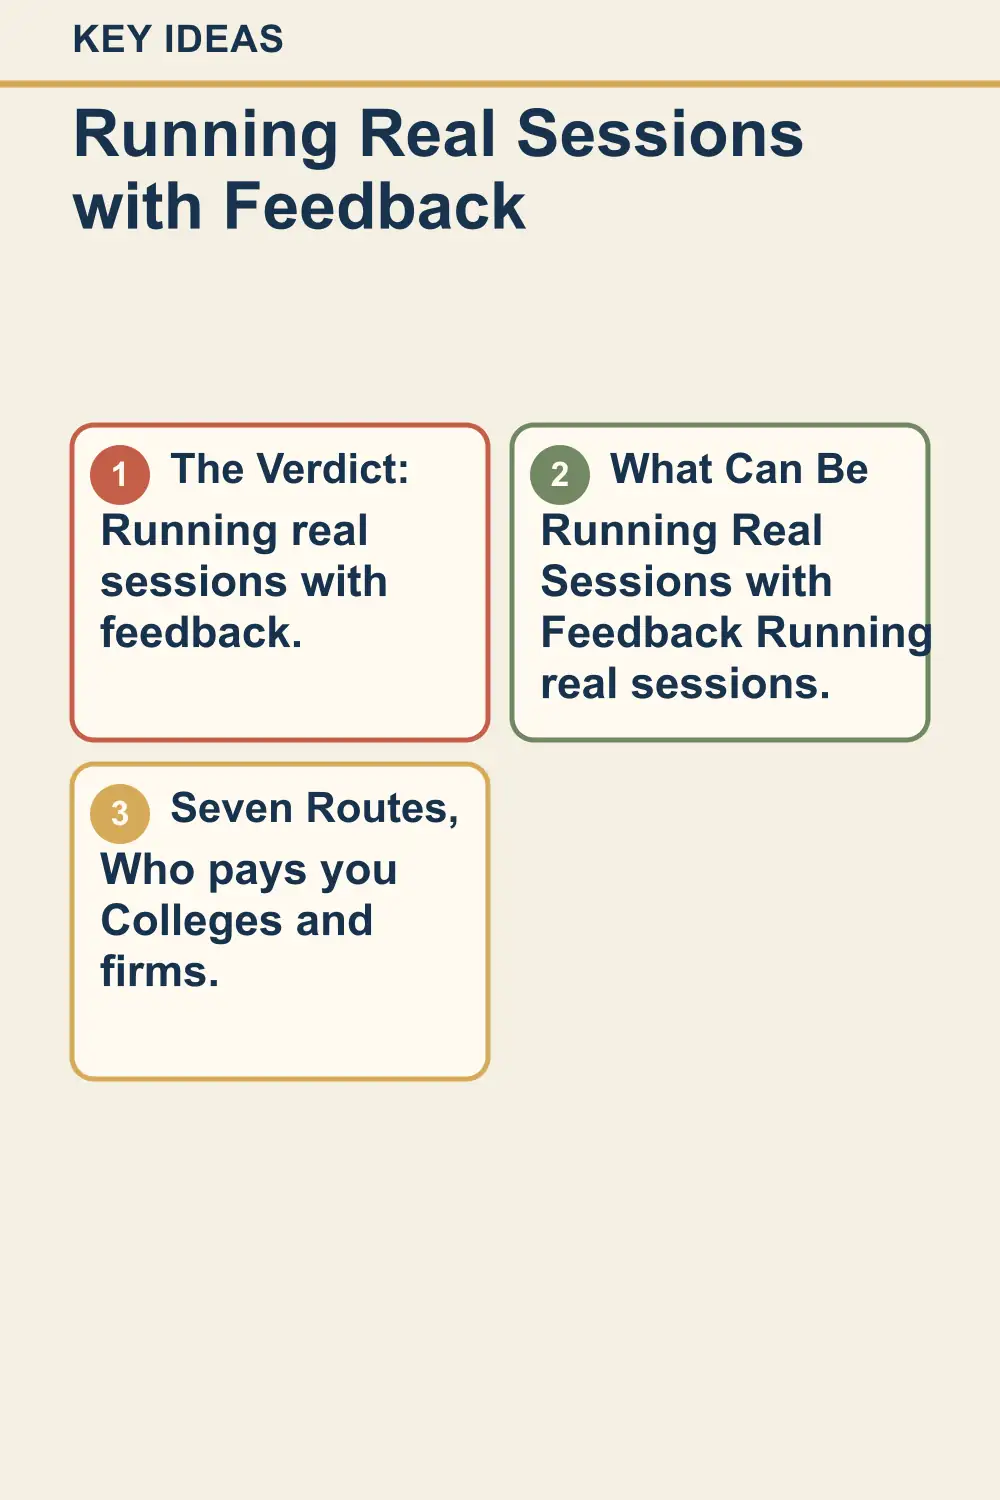 KEY IDEAS
Running Real Sessions
with Feedback
1 The Verdict:
Running real
sessions with
feedback.
2 What Can Be
Running Real
Sessions with
Feedback Running
real sessions.
3 Seven Routes,
Who pays you
Colleges and
firms.